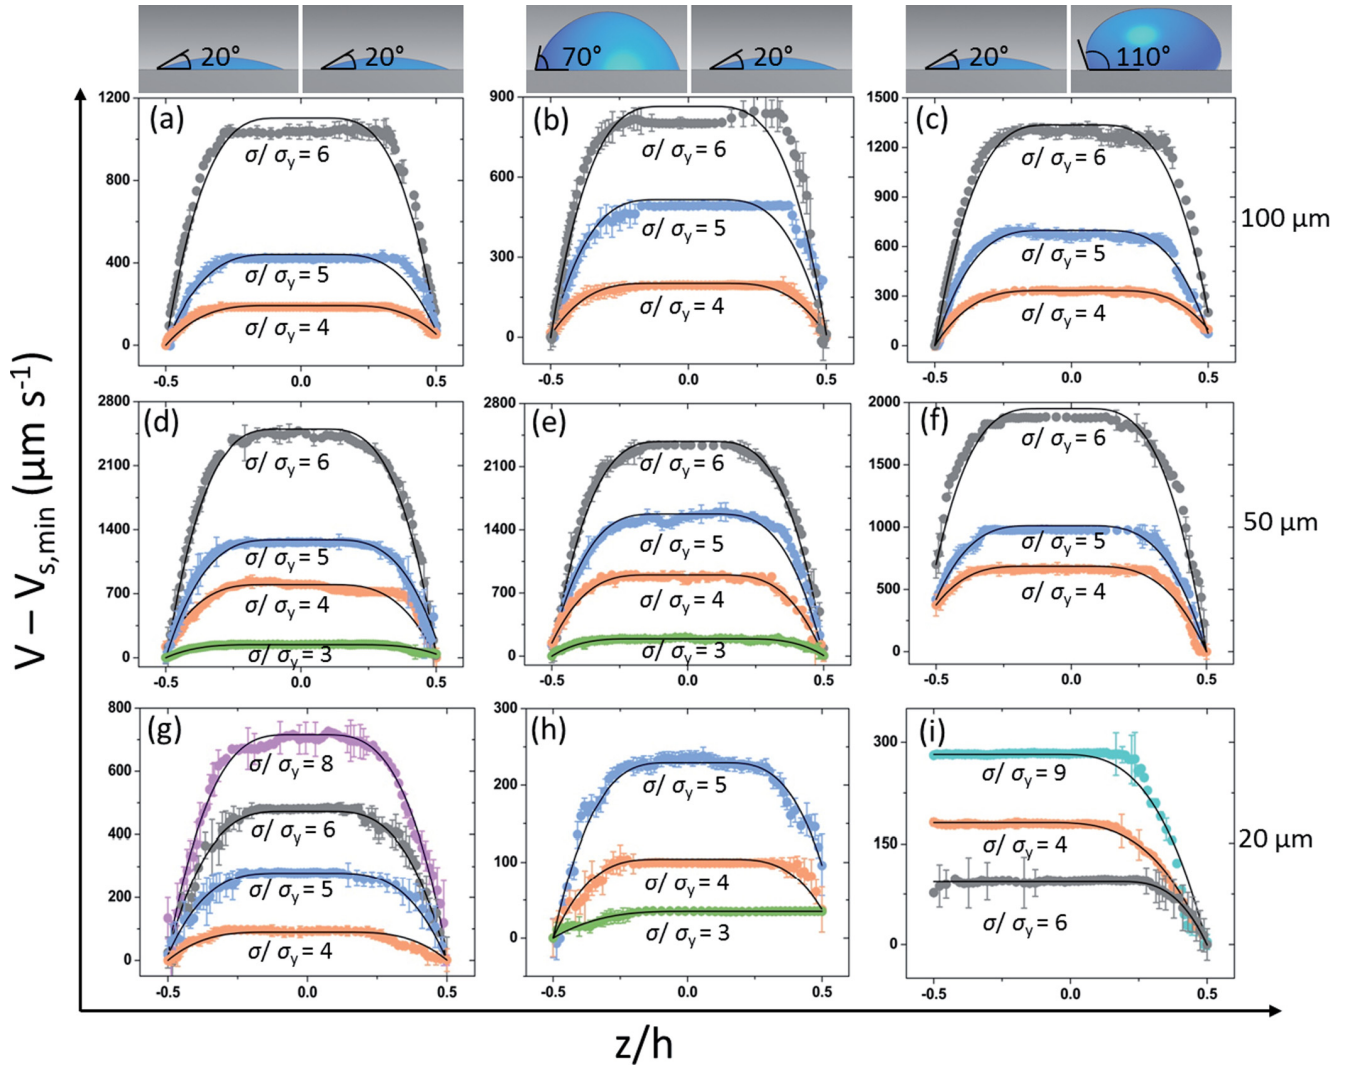 20° 20° 70° 20° 20° 110°
(a) (b) (c)
1200
800
400
0
σ/ σy = 6
σ/ σy = 5
σ/ σy = 4
-0.5 0.0 0.5
900
600
300
0
σ/ σy = 6
σ/ σy = 5
σ/ σy = 4
-0.5 0.0 0.5
1500
1200
900
600
300
0
σ/ σy = 6
σ/ σy = 5
σ/ σy = 4
-0.5 0.0 0.5
100 μm
(d) (e) (f)
2800
2100
1400
700
0
σ/ σy = 6
σ/ σy = 5
σ/ σy = 4
σ/ σy = 3
-0.5 0.0 0.5
2800
2100
1400
700
0
σ/ σy = 6
σ/ σy = 5
σ/ σy = 4
σ/ σy = 3
-0.5 0.0 0.5
2000
1500
1000
500
0
σ/ σy = 6
σ/ σy = 5
σ/ σy = 4
-0.5 0.0 0.5
50 μm
(g) (h) (i)
800
600
400
200
0
σ/ σy = 8
σ/ σy = 6
σ/ σy = 5
σ/ σy = 4
-0.5 0.0 0.5
300
200
100
0
σ/ σy = 5
σ/ σy = 4
σ/ σy = 3
-0.5 0.0 0.5
300
150
0
σ/ σy = 9
σ/ σy = 4
σ/ σy = 6
-0.5 0.0 0.5
20 μm
V – Vs,min (μm s-1)
z/h